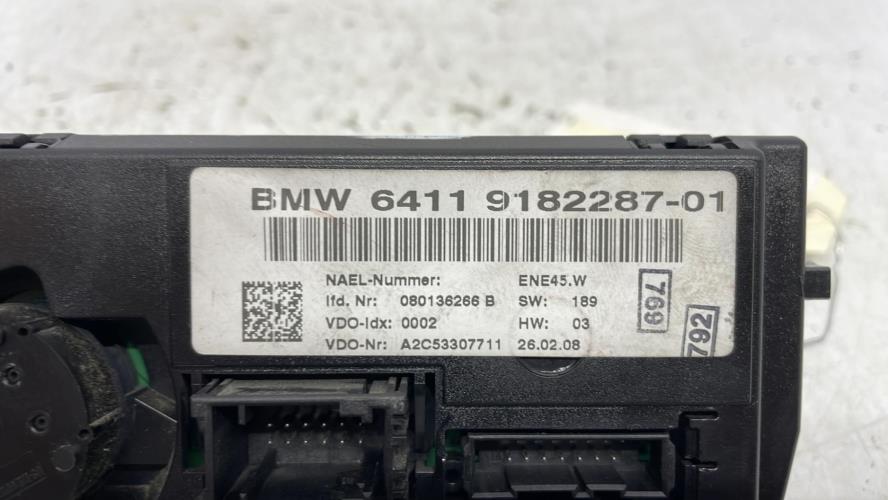 BMW 6411 9182287-01
NAEL-Nummer: ENE45.W
lfd. Nr: 080136266 B SW: 189
VDO-Idx: 0002 HW: 03
VDO-Nr: A2C53307711 26.02.08
769
792